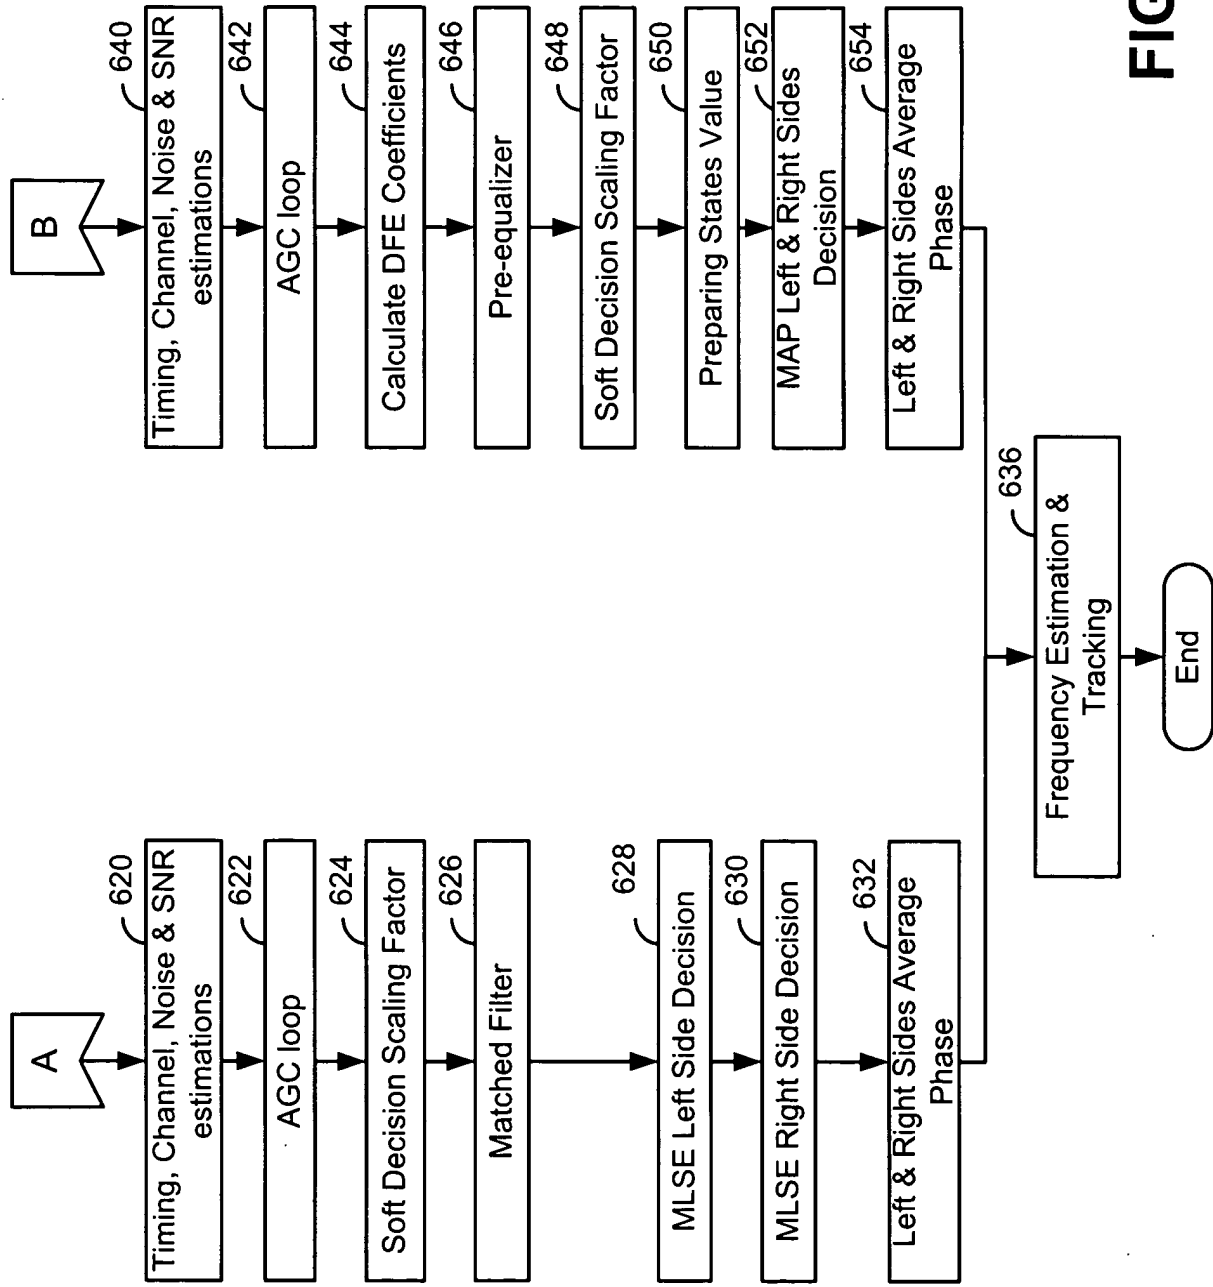 A
620
Timing, Channel, Noise & SNR
estimations
622
AGC loop
624
Soft Decision Scaling Factor
626
Matched Filter
628
MLSE Left Side Decision
630
MLSE Right Side Decision
632
Left & Right Sides Average
Phase
B
640
Timing, Channel, Noise & SNR
estimations
642
AGC loop
644
Calculate DFE Coefficients
646
Pre-equalizer
648
Soft Decision Scaling Factor
650
Preparing States Value
652
MAP Left & Right Sides
Decision
654
Left & Right Sides Average
Phase
636
Frequency Estimation &
Tracking
End
FIG